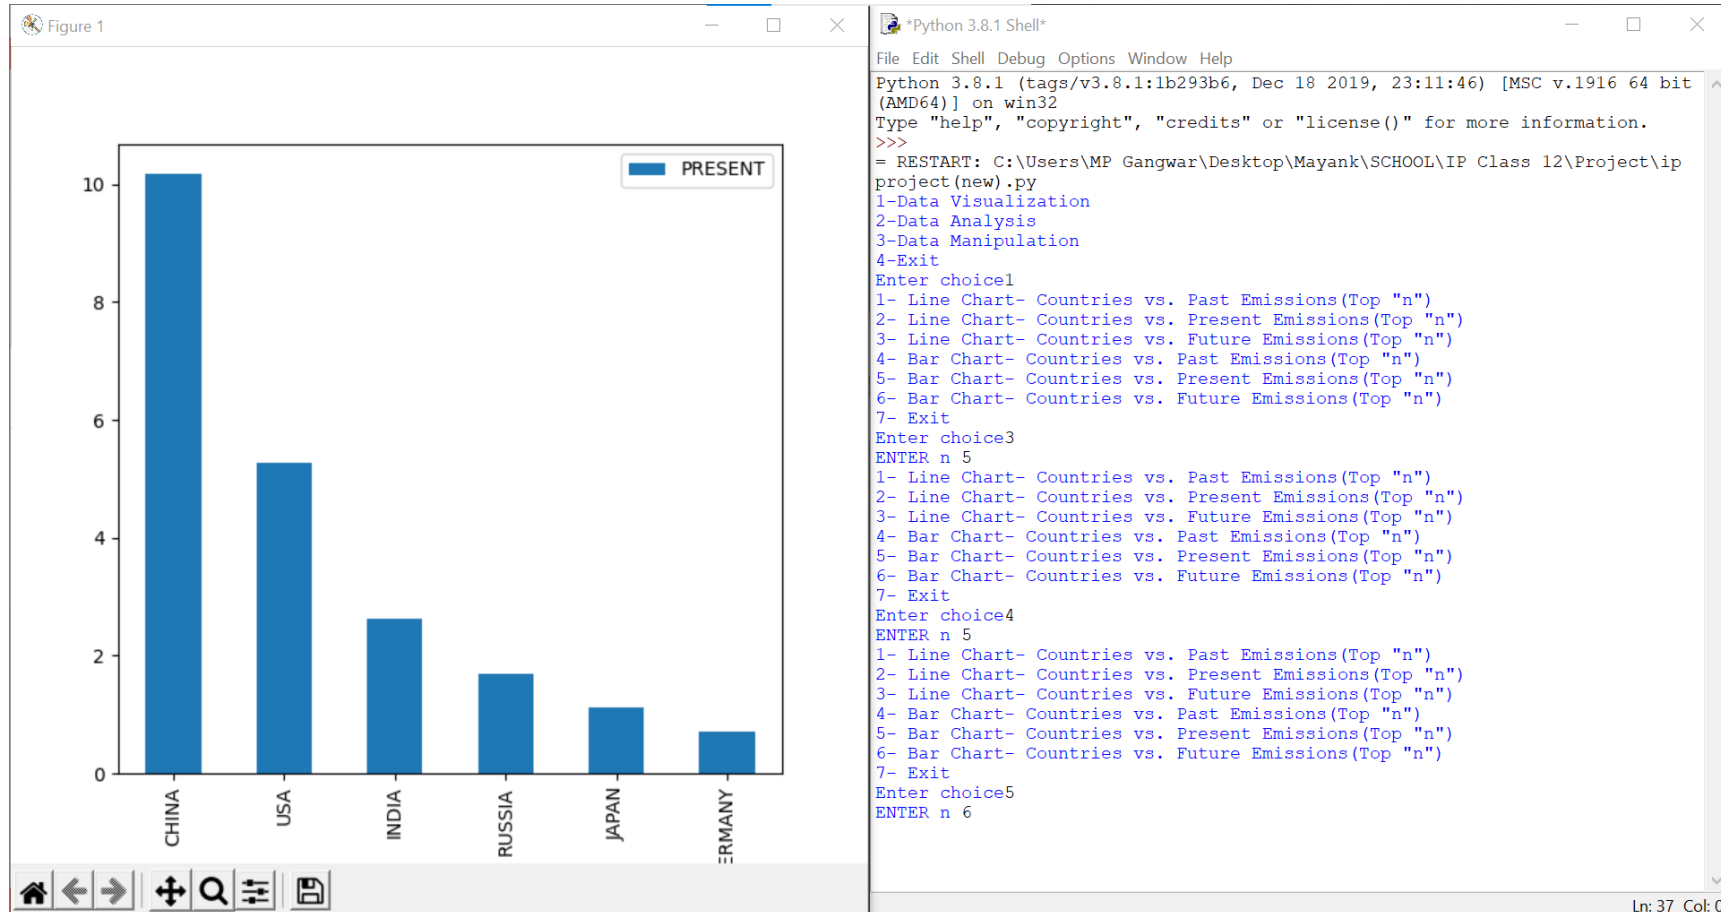 Figure 1
PRESENT
10
8
6
4
2
0
CHINA
USA
INDIA
RUSSIA
JAPAN
ERMANY
*Python 3.8.1 Shell*
File Edit Shell Debug Options Window Help
Python 3.8.1 (tags/v3.8.1:1b293b6, Dec 18 2019, 23:11:46) [MSC v.1916 64 bit
(AMD64)] on win32
Type "help", "copyright", "credits" or "license()" for more information.
>>>
= RESTART: C:\Users\MP Gangwar\Desktop\Mayank\SCHOOL\IP Class 12\Project\ip
project(new).py
1-Data Visualization
2-Data Analysis
3-Data Manipulation
4-Exit
Enter choice1
1- Line Chart- Countries vs. Past Emissions(Top "n")
2- Line Chart- Countries vs. Present Emissions(Top "n")
3- Line Chart- Countries vs. Future Emissions(Top "n")
4- Bar Chart- Countries vs. Past Emissions(Top "n")
5- Bar Chart- Countries vs. Present Emissions(Top "n")
6- Bar Chart- Countries vs. Future Emissions(Top "n")
7- Exit
Enter choice3
ENTER n 5
1- Line Chart- Countries vs. Past Emissions(Top "n")
2- Line Chart- Countries vs. Present Emissions(Top "n")
3- Line Chart- Countries vs. Future Emissions(Top "n")
4- Bar Chart- Countries vs. Past Emissions(Top "n")
5- Bar Chart- Countries vs. Present Emissions(Top "n")
6- Bar Chart- Countries vs. Future Emissions(Top "n")
7- Exit
Enter choice4
ENTER n 5
1- Line Chart- Countries vs. Past Emissions(Top "n")
2- Line Chart- Countries vs. Present Emissions(Top "n")
3- Line Chart- Countries vs. Future Emissions(Top "n")
4- Bar Chart- Countries vs. Past Emissions(Top "n")
5- Bar Chart- Countries vs. Present Emissions(Top "n")
6- Bar Chart- Countries vs. Future Emissions(Top "n")
7- Exit
Enter choice5
ENTER n 6
Ln: 37 Col: 0